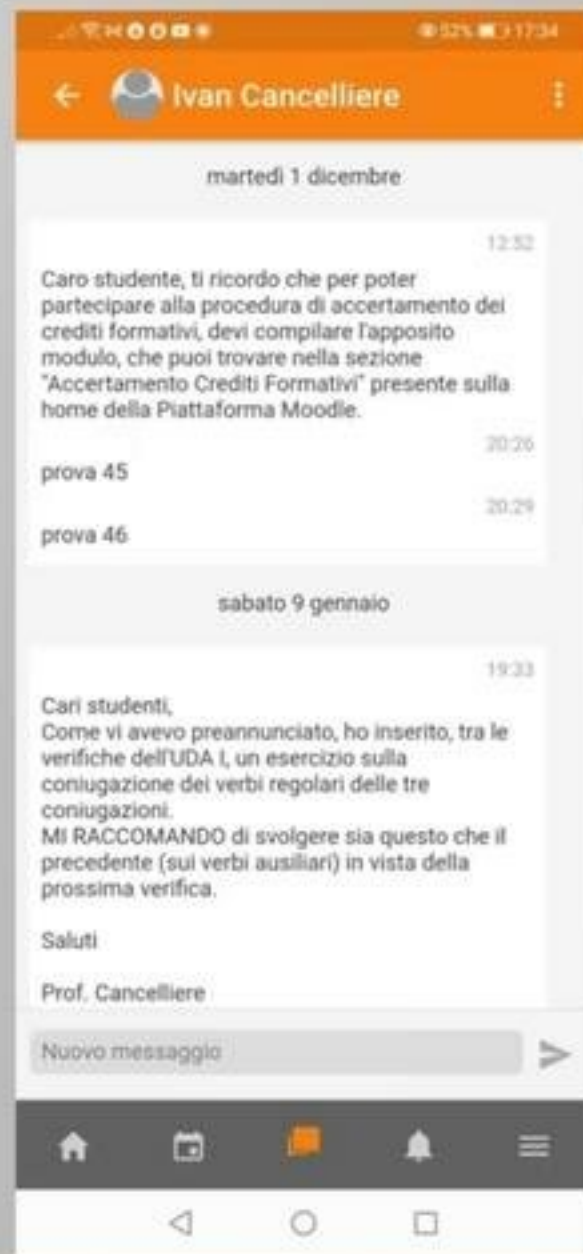 52% 17:34
Ivan Cancelliere
martedì 1 dicembre
12:52
Caro studente, ti ricordo che per poter
partecipare alla procedura di accertamento dei
crediti formativi, devi compilare l'apposito
modulo, che puoi trovare nella sezione
"Accertamento Crediti Formativi" presente sulla
home della Piattaforma Moodle.
20:26
prova 45
20:29
prova 46
sabato 9 gennaio
19:33
Cari studenti,
Come vi avevo preannunciato, ho inserito, tra le
verifiche dell'UDA I, un esercizio sulla
coniugazione dei verbi regolari delle tre
coniugazioni.
MI RACCOMANDO di svolgere sia questo che il
precedente (sui verbi ausiliari) in vista della
prossima verifica.
Saluti
Prof. Cancelliere
Nuovo messaggio